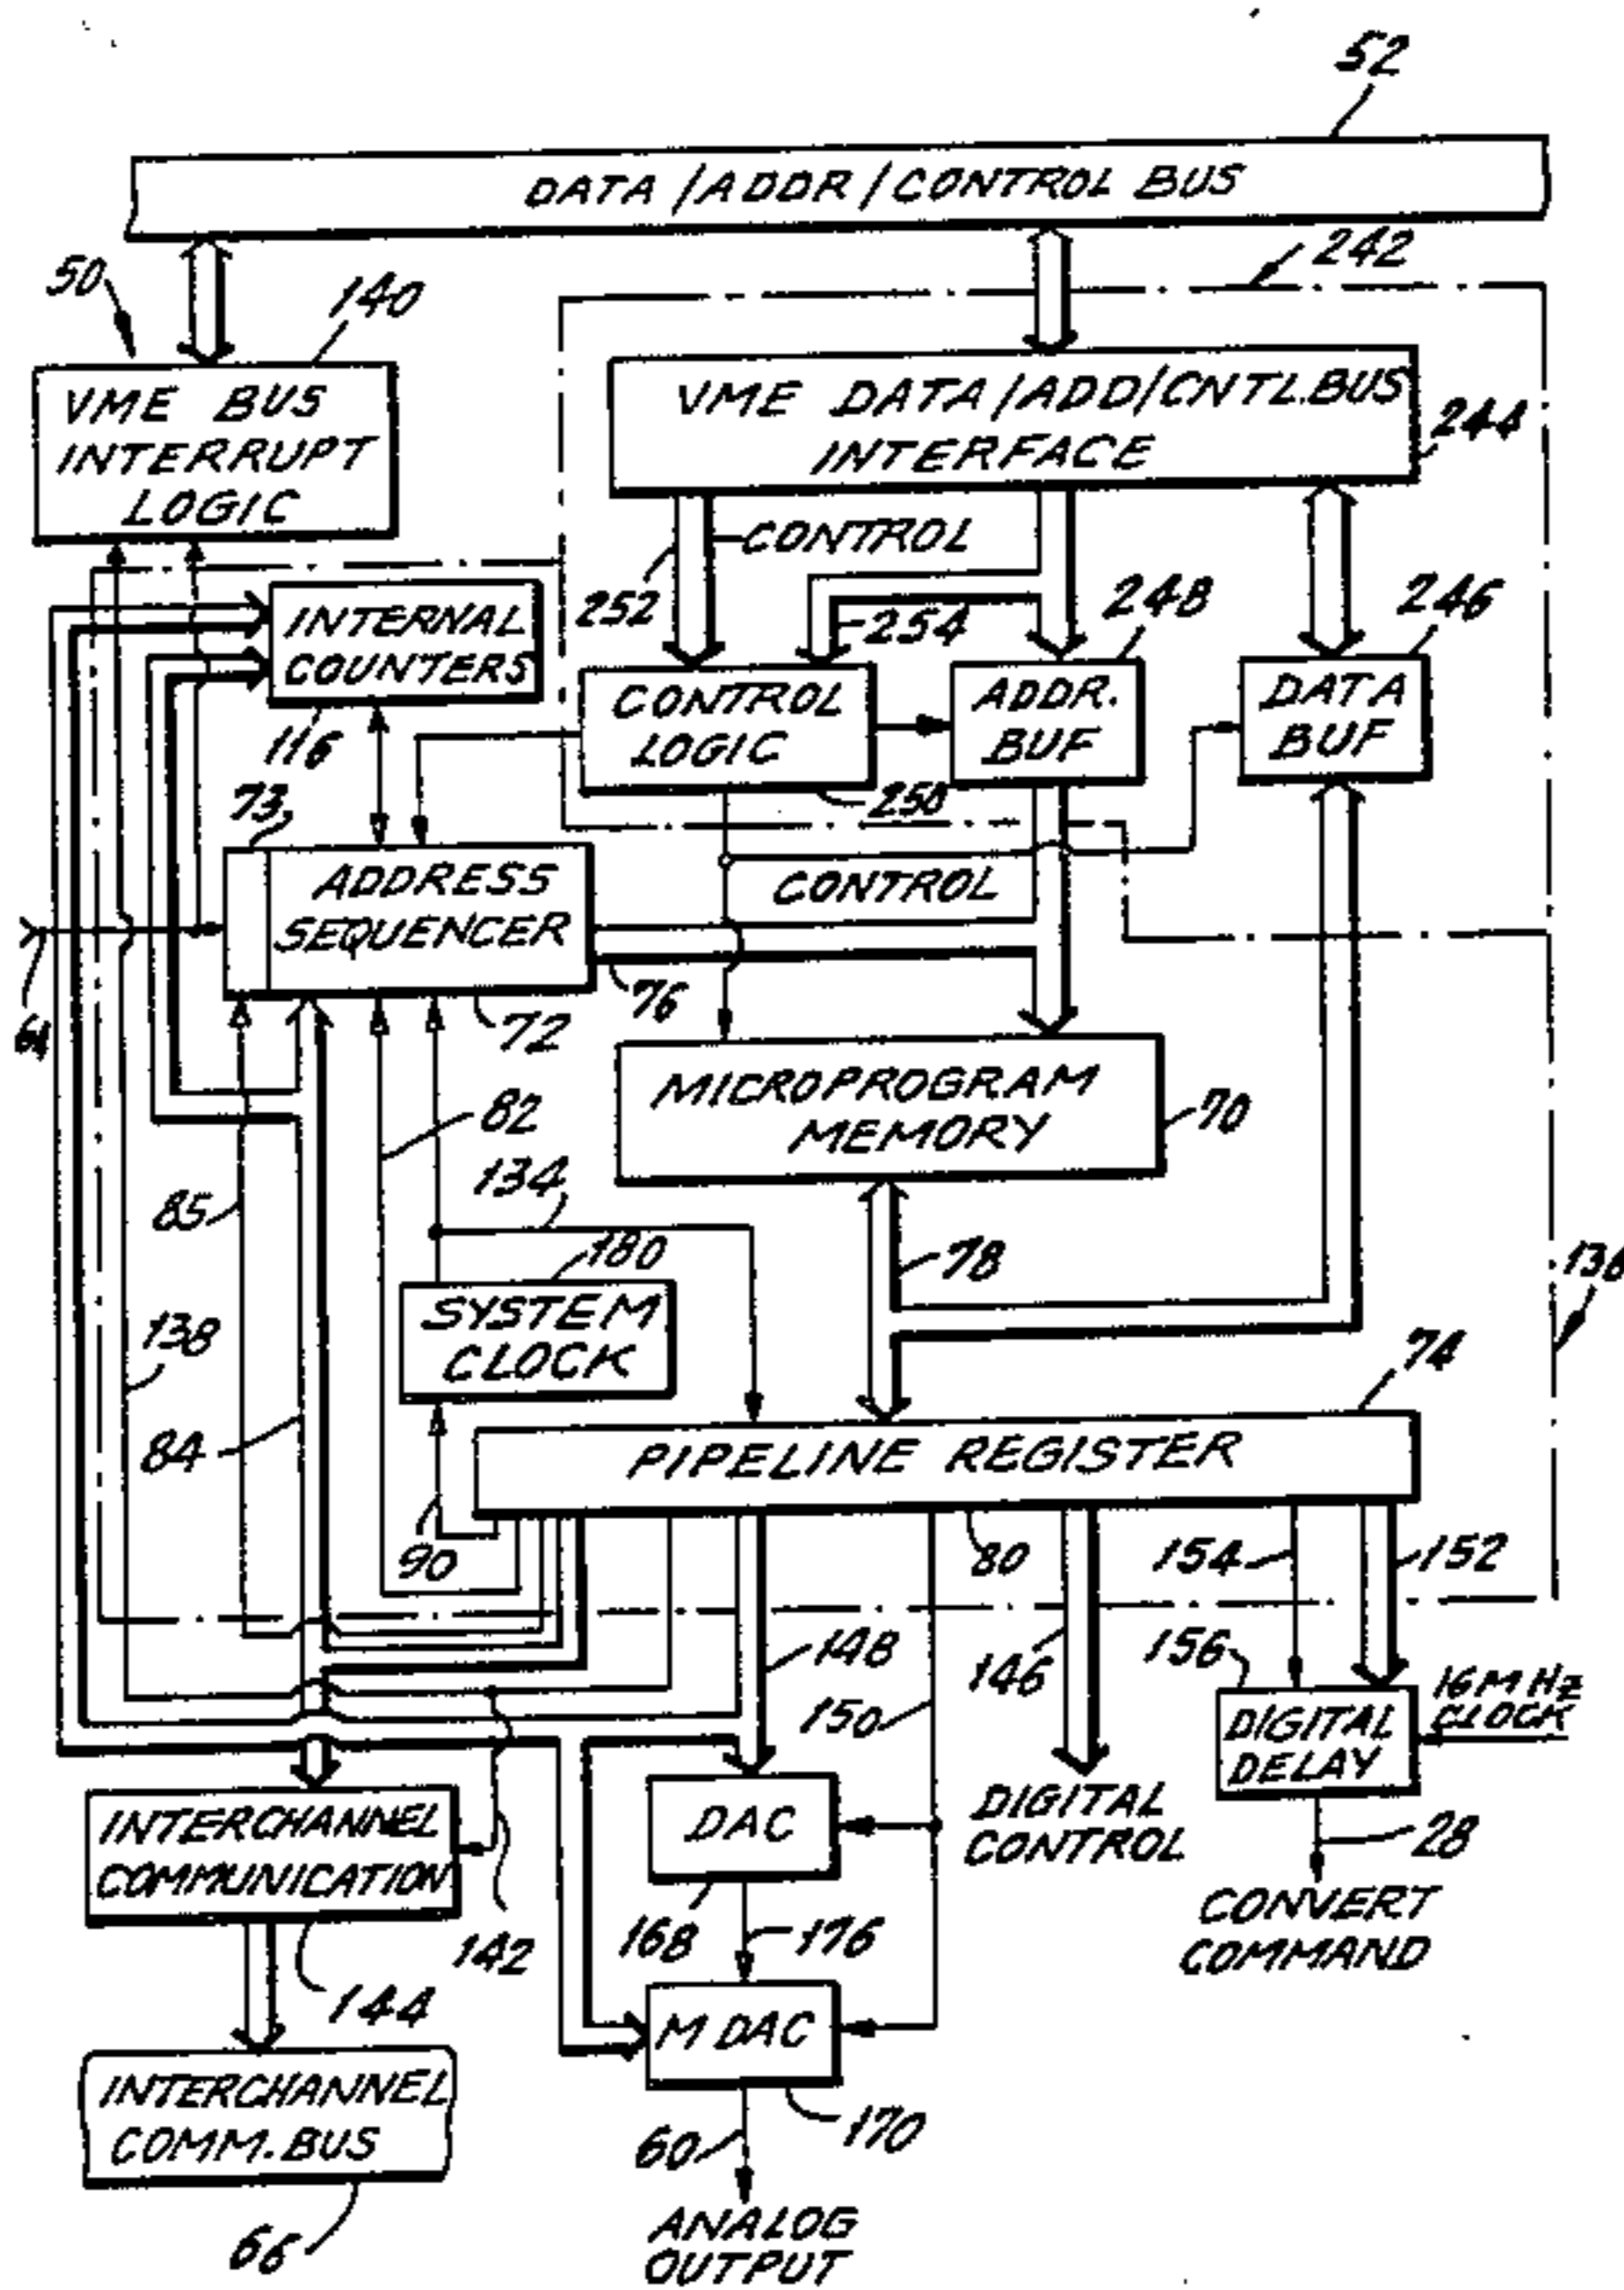 52
DATA/ADDR/CONTROL BUS
242
50
140
VME BUS
INTERRUPT
LOGIC
VME DATA/ADD/CNTL.BUS
INTERFACE
244
CONTROL
252
254
248
246
INTERNAL
COUNTERS
116
CONTROL
LOGIC
250
ADDR.
BUF
DATA
BUF
73
ADDRESS
SEQUENCER
CONTROL
76
72
64
MICROPROGRAM
MEMORY
70
82
134
85
180
78
136
SYSTEM
CLOCK
138
84
74
PIPELINE REGISTER
90
80
154
152
148
150
146
156
16MHz
CLOCK
DIGITAL
DELAY
INTERCHANNEL
COMMUNICATION
DAC
DIGITAL
CONTROL
28
CONVERT
COMMAND
168
176
142
144
M DAC
INTERCHANNEL
COMM. BUS
60
170
66
ANALOG
OUTPUT